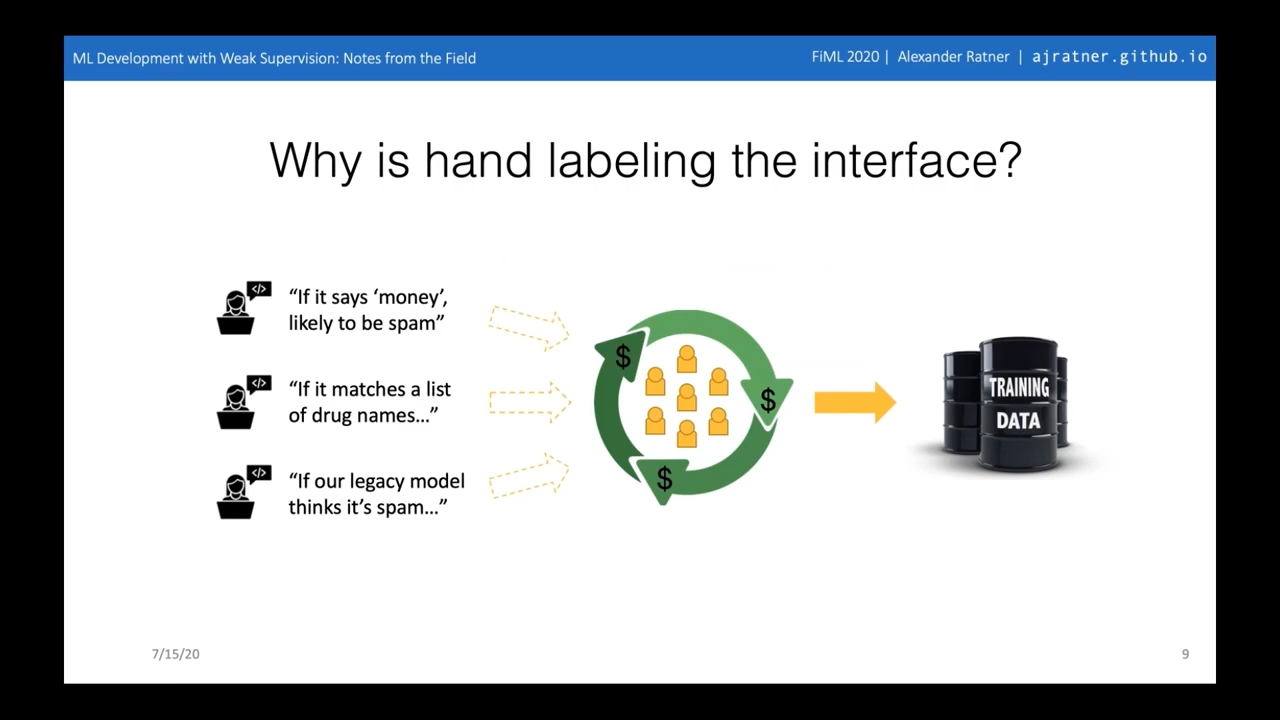 ML Development with Weak Supervision: Notes from the Field
FiML 2020 | Alexander Ratner | ajratner.github.io
Why is hand labeling the interface?
</>
“If it says ‘money’,
likely to be spam”
</>
“If it matches a list
of drug names…”
</>
“If our legacy model
thinks it’s spam…”
$
$
$
TRAINING
DATA
7/15/20
9